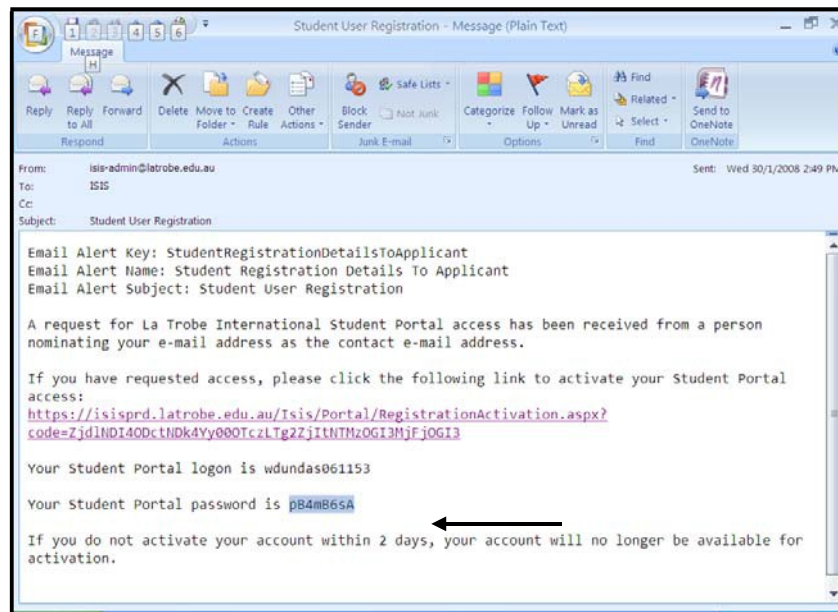 1 2 3 4 5 6
Student User Registration - Message (Plain Text)
F
Message
H
Reply Reply to All Forward Delete Move to Folder Create Rule Other Actions Block Sender Safe Lists Not Junk Categorize Follow Up Mark as Unread Find Related Select Send to OneNote
Respond Actions Junk E-mail Options Find OneNote
From: isis-admin@latrobe.edu.au Sent: Wed 30/1/2008 2:49 PM
To: ISIS
Cc:
Subject: Student User Registration
Email Alert Key: StudentRegistrationDetailsToApplicant
Email Alert Name: Student Registration Details To Applicant
Email Alert Subject: Student User Registration
A request for La Trobe International Student Portal access has been received from a person
nominating your e-mail address as the contact e-mail address.
If you have requested access, please click the following link to activate your Student Portal
access:
https://isisprd.latrobe.edu.au/Isis/Portal/RegistrationActivation.aspx?
code=ZjdlNDI4ODctNDk4Yy00OTczLTg2ZjItNTMzOGI3MjFjOGI3
Your Student Portal logon is wdundas061153
Your Student Portal password is pB4mB6sA
If you do not activate your account within 2 days, your account will no longer be available for
activation.